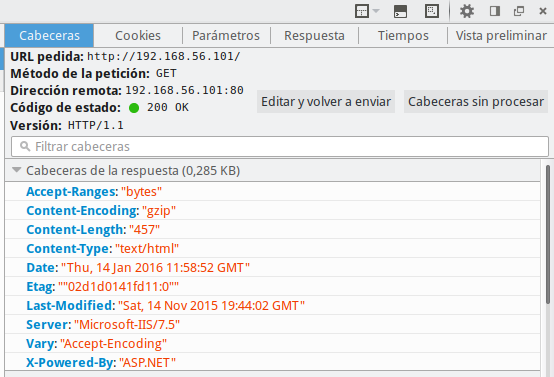 Cabeceras Cookies Parámetros Respuesta Tiempos Vista preliminar
URL pedida: http://192.168.56.101/
Método de la petición: GET
Dirección remota: 192.168.56.101:80
Código de estado: 200 OK
Editar y volver a enviar Cabeceras sin procesar
Versión: HTTP/1.1
Filtrar cabeceras
Cabeceras de la respuesta (0,285 KB)
Accept-Ranges: "bytes"
Content-Encoding: "gzip"
Content-Length: "457"
Content-Type: "text/html"
Date: "Thu, 14 Jan 2016 11:58:52 GMT"
Etag: ""02d1d0141fd11:0""
Last-Modified: "Sat, 14 Nov 2015 19:44:02 GMT"
Server: "Microsoft-IIS/7.5"
Vary: "Accept-Encoding"
X-Powered-By: "ASP.NET"